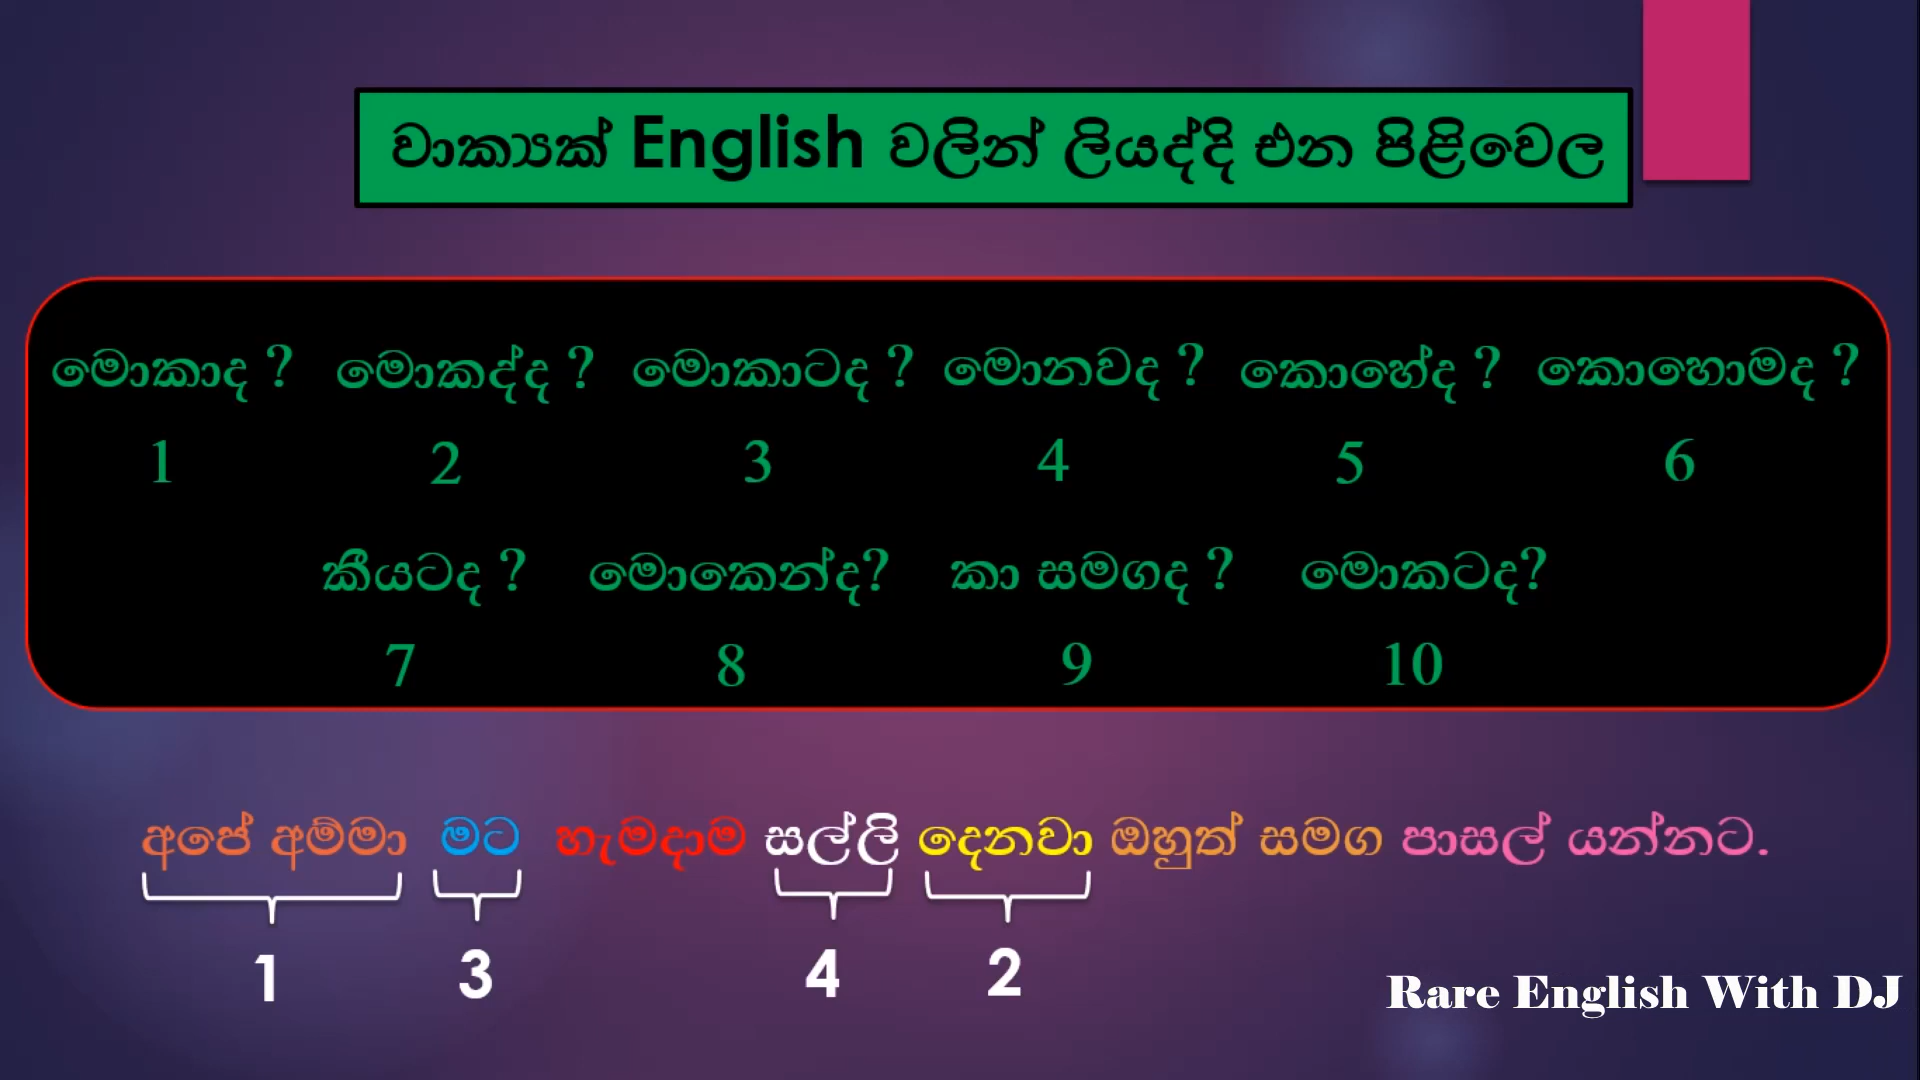 වාක්‍යක් English වලින් ලියද්දි එන පිළිවෙල
මොකාද ? මොකද්ද ? මොකාටද ? මොනවද ? කොහේද ? කොහොමද ?
1 2 3 4 5 6
කීයටද ? මොකෙන්ද? කා සමගද ? මොකටද?
7 8 9 10
අපේ අම්මා මට හැමදාම සල්ලි දෙනවා ඔහුත් සමග පාසල් යන්නට.
1 3 4 2
Rare English With DJ